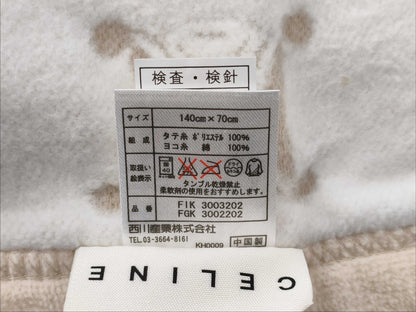 検査・検針
サイズ 140cm×70cm
組成 タテ糸 ポリエステル 100%
ヨコ糸 綿 100%
取扱い
絵表示
40
タンブル乾燥禁止
柔軟剤の使用をおすすめします。
品番 FIK 3003202
FGK 3002202
西川産業株式会社
TEL.03-3664-8161 KH0009 中国製
CELINE